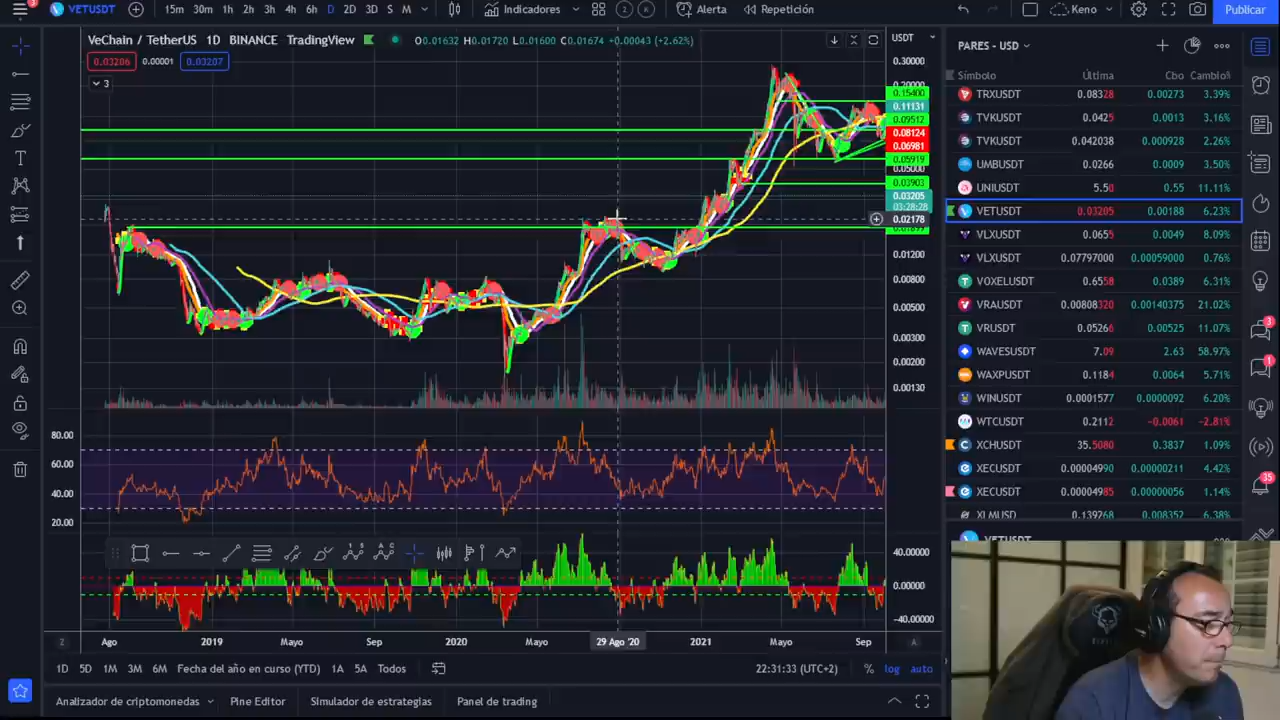 3 VETUSDT 15m 30m 1h 2h 3h 4h 6h D 2D 3D S M Indicadores 2 K Alerta Repetición Keno Publicar
VeChain / TetherUS 1D BINANCE TradingView O0.01632 H0.01720 L0.01600 C0.01674 +0.00043 (+2.62%) USDT
0.03206 0.00001 0.03207
3
0.30000
0.20000
0.15400
0.11131
0.09512
0.08124
0.06981
0.05919
0.05000
0.03903
0.03205
03:28:28
0.02178
0.01200
0.00800
0.00500
0.00300
0.00200
0.00130
80.00
60.00
40.00
20.00
40.00000
0.00000
-40.00000
Z Ago 2019 Mayo Sep 2020 Mayo 29 Ago '20 2021 Mayo Sep A
1D 5D 1M 3M 6M Fecha del año en curso (YTD) 1A 5A Todos 22:31:33 (UTC+2) % log auto
Analizador de criptomonedas Pine Editor Simulador de estrategias Panel de trading
PARES - USD
Símbolo Última Cbo Cambio%
TRXUSDT 0.08328 0.00273 3.39%
TVKUSDT 0.0425 0.0013 3.16%
TVKUSDT 0.042038 0.000928 2.26%
UMBUSDT 0.0266 0.0009 3.50%
UNIUSDT 5.50 0.55 11.11%
VETUSDT 0.03205 0.00188 6.23%
VLXUSDT 0.0655 0.0049 8.09%
VLXUSDT 0.07797000 0.00059000 0.76%
VOXELUSDT 0.6558 0.0389 6.31%
VRAUSDT 0.00808320 0.00140375 21.02%
VRUSDT 0.05266 0.00525 11.07%
WAVESUSDT 7.09 2.63 58.97%
WAXPUSDT 0.1184 0.0064 5.71%
WINUSDT 0.0001577 0.0000092 6.20%
WTCUSDT 0.2112 -0.0061 -2.81%
XCHUSDT 35.5080 0.3837 1.09%
XECUSDT 0.00004990 0.00000211 4.42%
XECUSDT 0.00004985 0.00000056 1.14%
XLMUSD 0.139768 0.008352 6.38%
VETUSDT
3
1
35